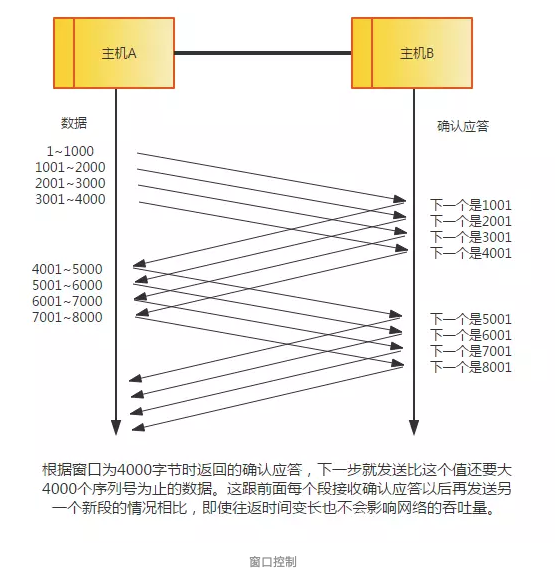 主机A
主机B
数据
确认应答
1~1000
1001~2000
2001~3000
3001~4000
下一个是1001
下一个是2001
下一个是3001
下一个是4001
4001~5000
5001~6000
6001~7000
7001~8000
下一个是5001
下一个是6001
下一个是7001
下一个是8001
根据窗口为4000字节时返回的确认应答，下一步就发送比这个值还要大
4000个序列号为止的数据。这跟前面每个段接收确认应答以后再发送另
一个新段的情况相比，即使往返时间变长也不会影响网络的吞吐量。
窗口控制